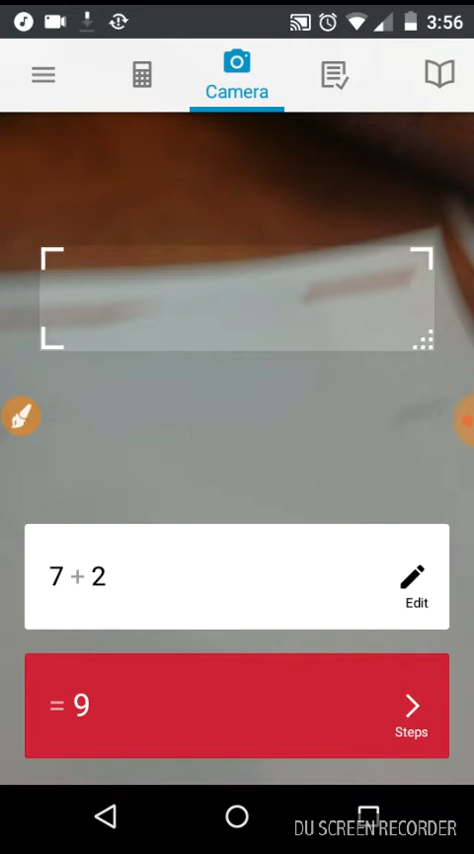 3:56
Camera
7 + 2
Edit
= 9
Steps
DU SCREEN RECORDER